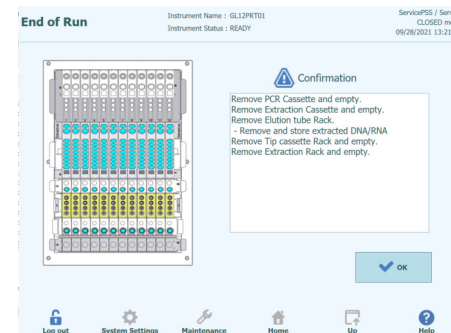 End of Run
Instrument Name : GL12PRT01
Instrument Status : READY
ServicePSS / Serv
CLOSED m
09/28/2021 13:21
Confirmation
Remove PCR Cassette and empty.
Remove Extraction Cassette and empty.
Remove Elution tube Rack.
- Remove and store extracted DNA/RNA
Remove Tip cassette Rack and empty.
Remove Extraction Rack and empty.
OK
Log out
System Settings
Maintenance
Home
Up
Help